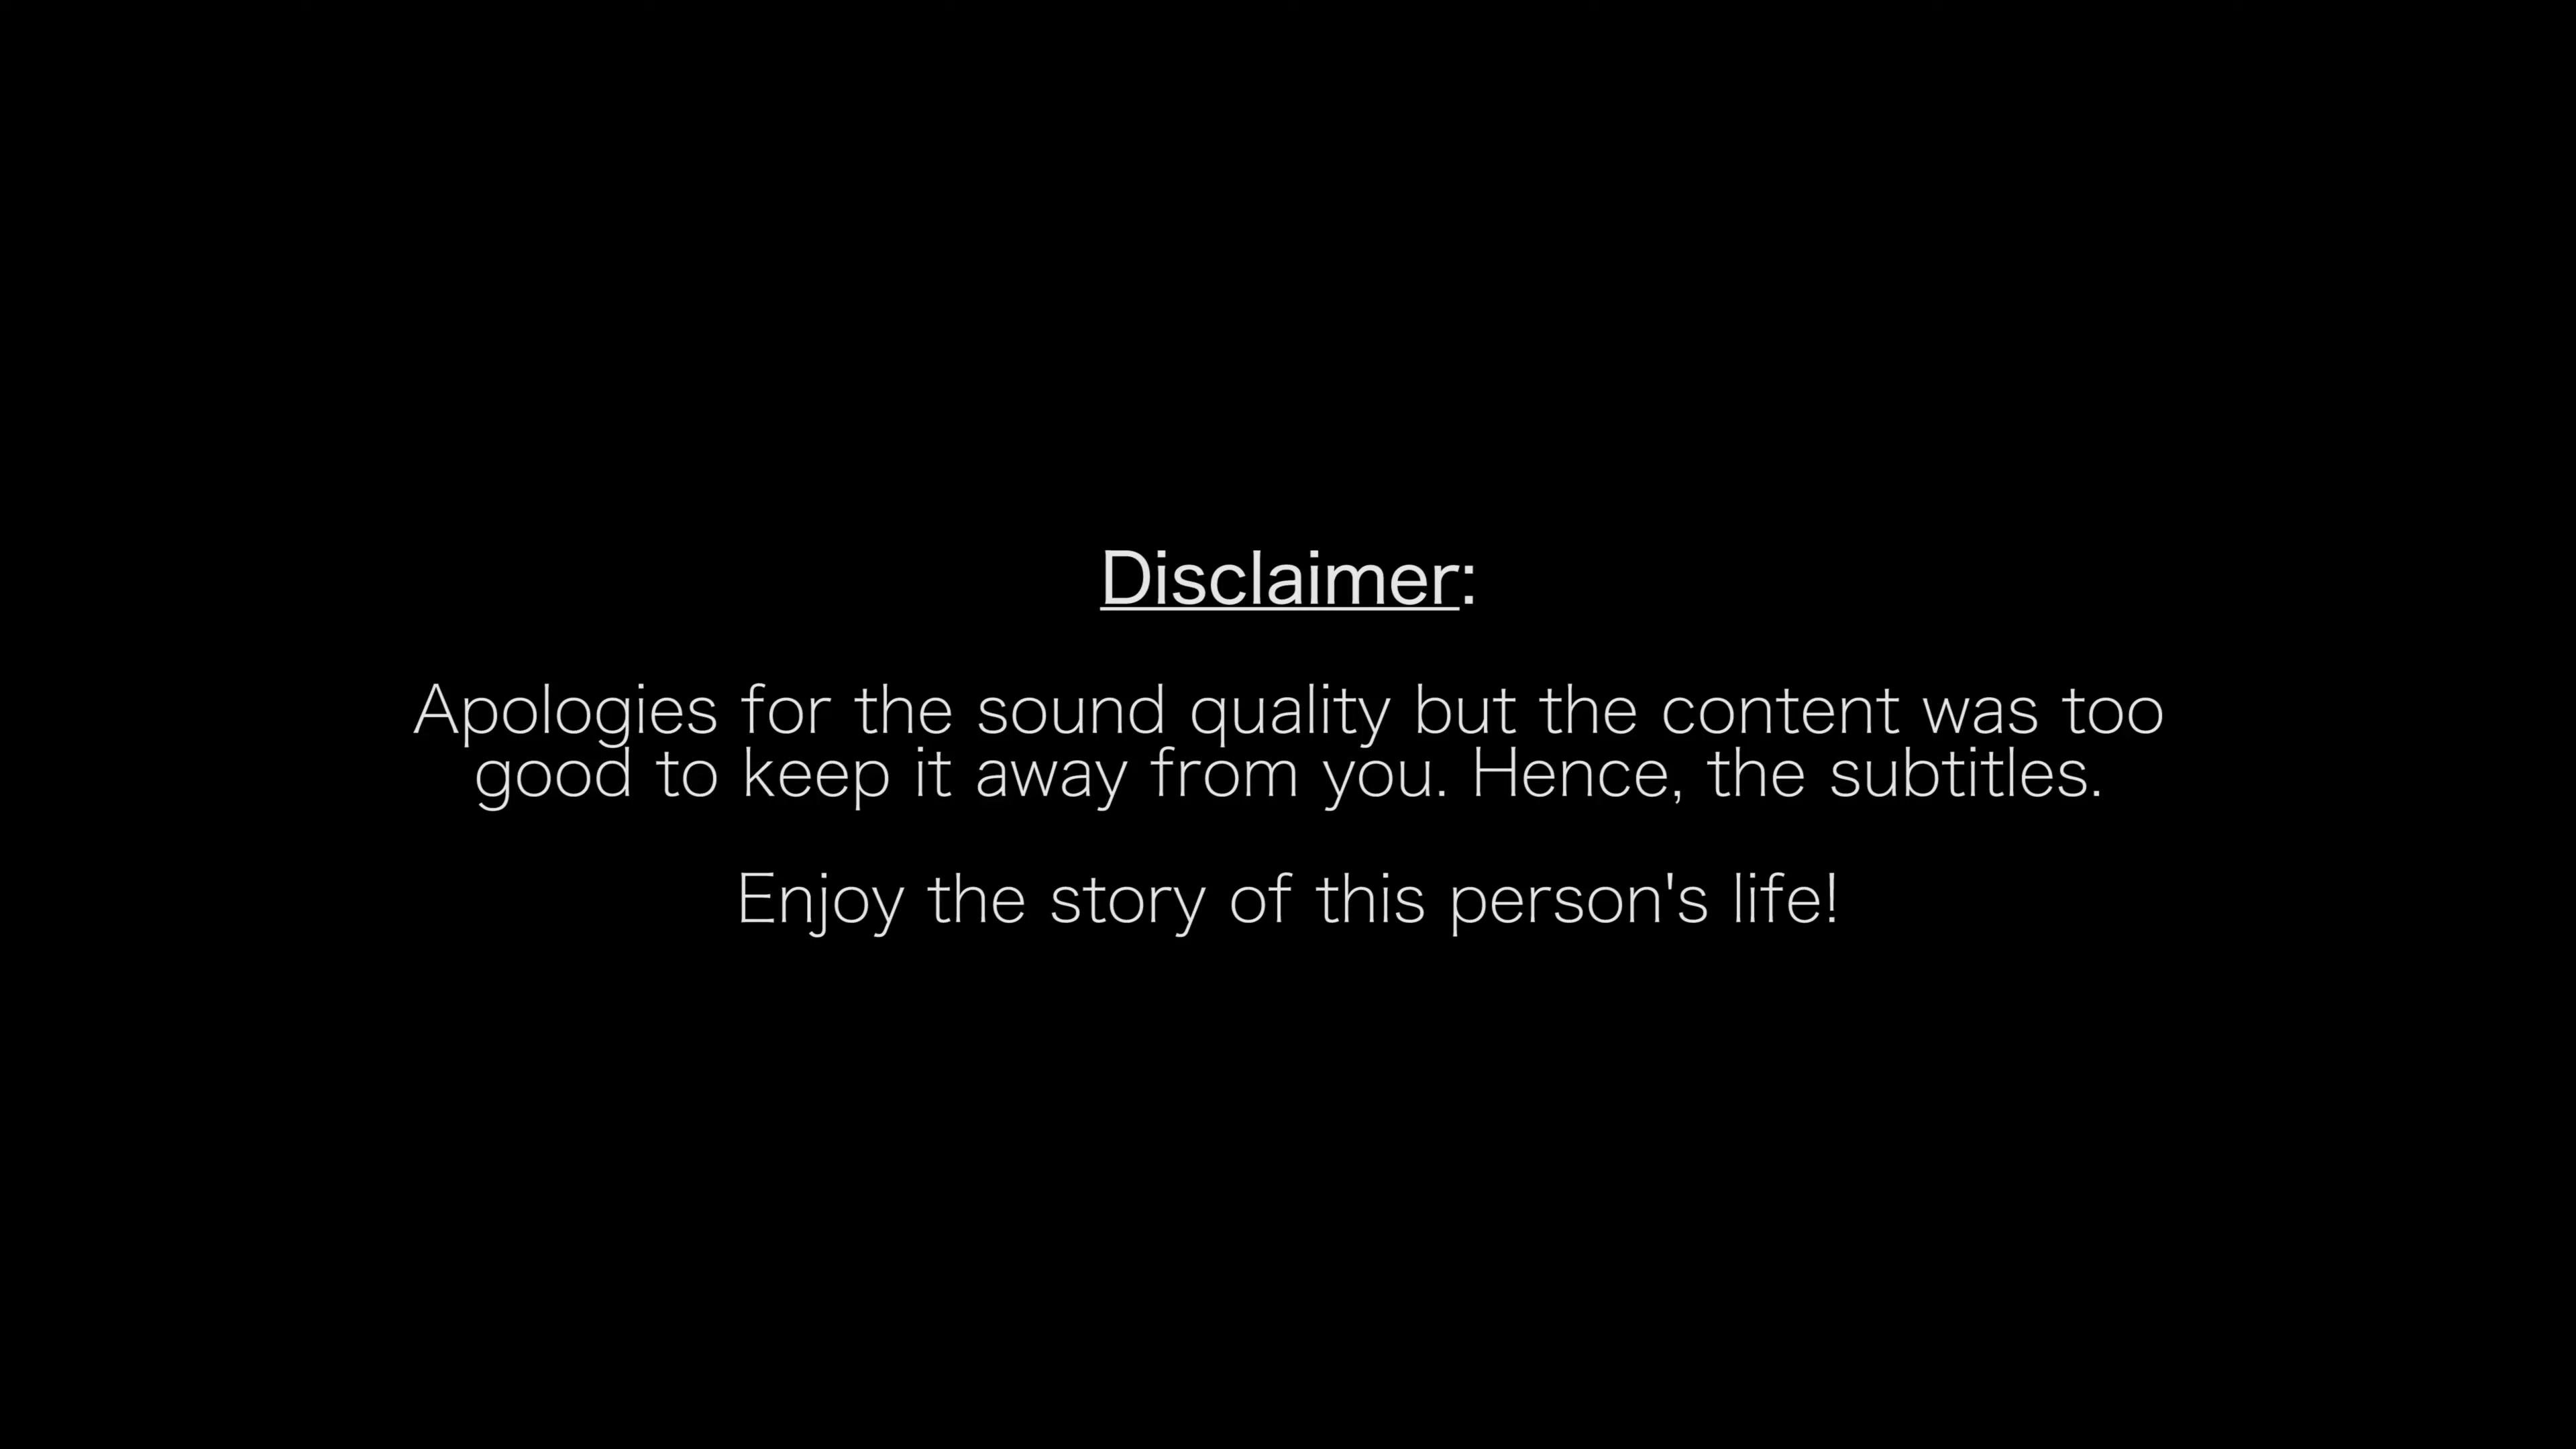 Disclaimer:
Apologies for the sound quality but the content was too
good to keep it away from you. Hence, the subtitles.
Enjoy the story of this person's life!